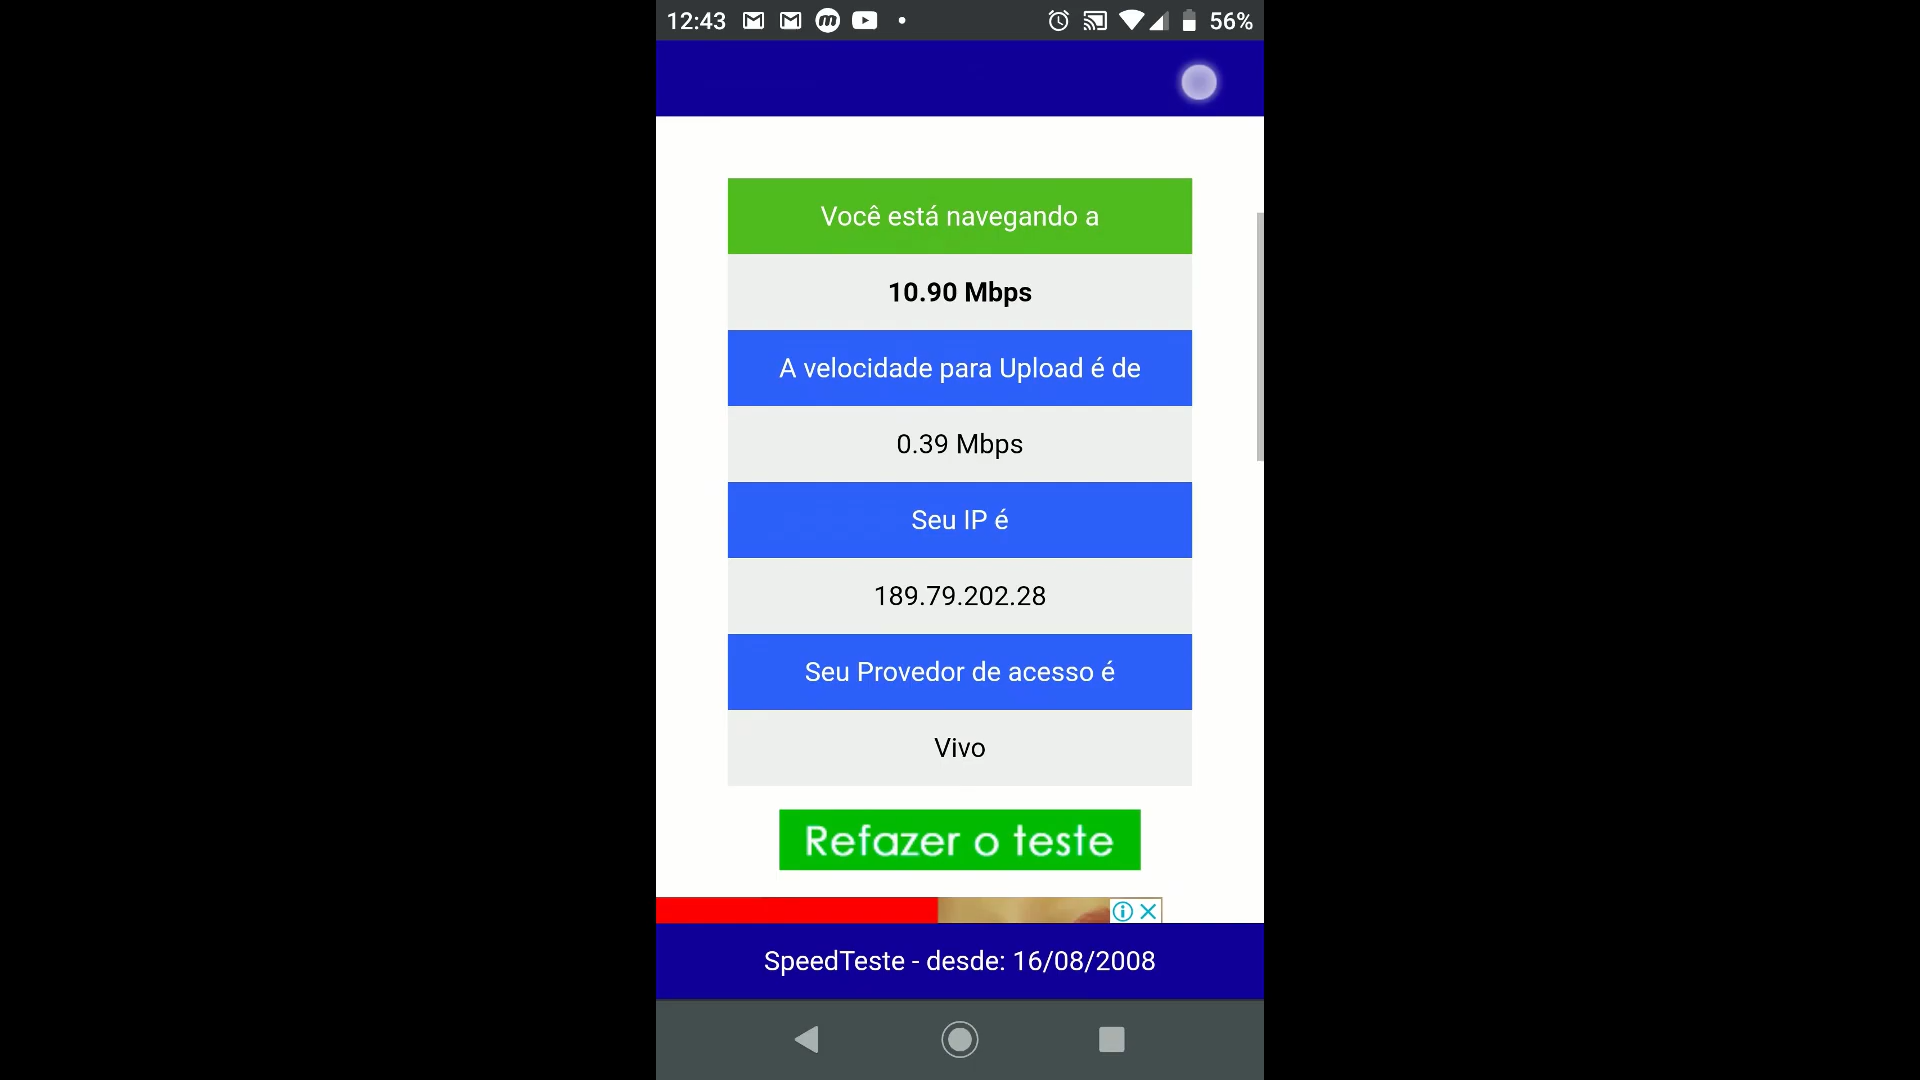 12:43 56%
Você está navegando a
10.90 Mbps
A velocidade para Upload é de
0.39 Mbps
Seu IP é
189.79.202.28
Seu Provedor de acesso é
Vivo
Refazer o teste
SpeedTeste - desde: 16/08/2008